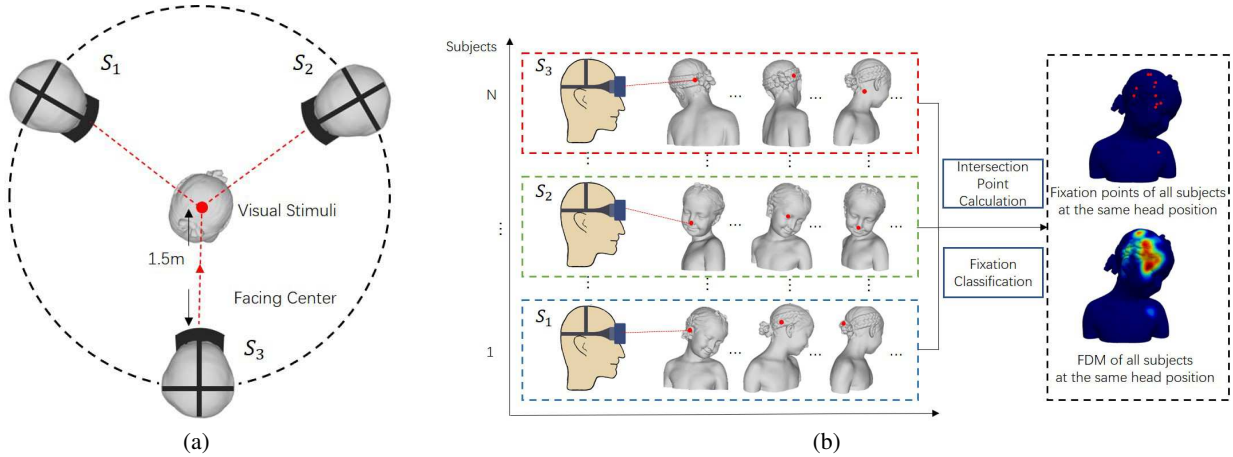 S₁
S₂
Visual Stimuli
1.5m
Facing Center
S₃
(a)
Subjects
N
⋮
1
S₃
... ... ...
S₂
... ... ...
S₁
... ... ...
Intersection
Point
Calculation
Fixation
Classification
Fixation points of all subjects
at the same head position
FDM of all subjects
at the same head position
(b)